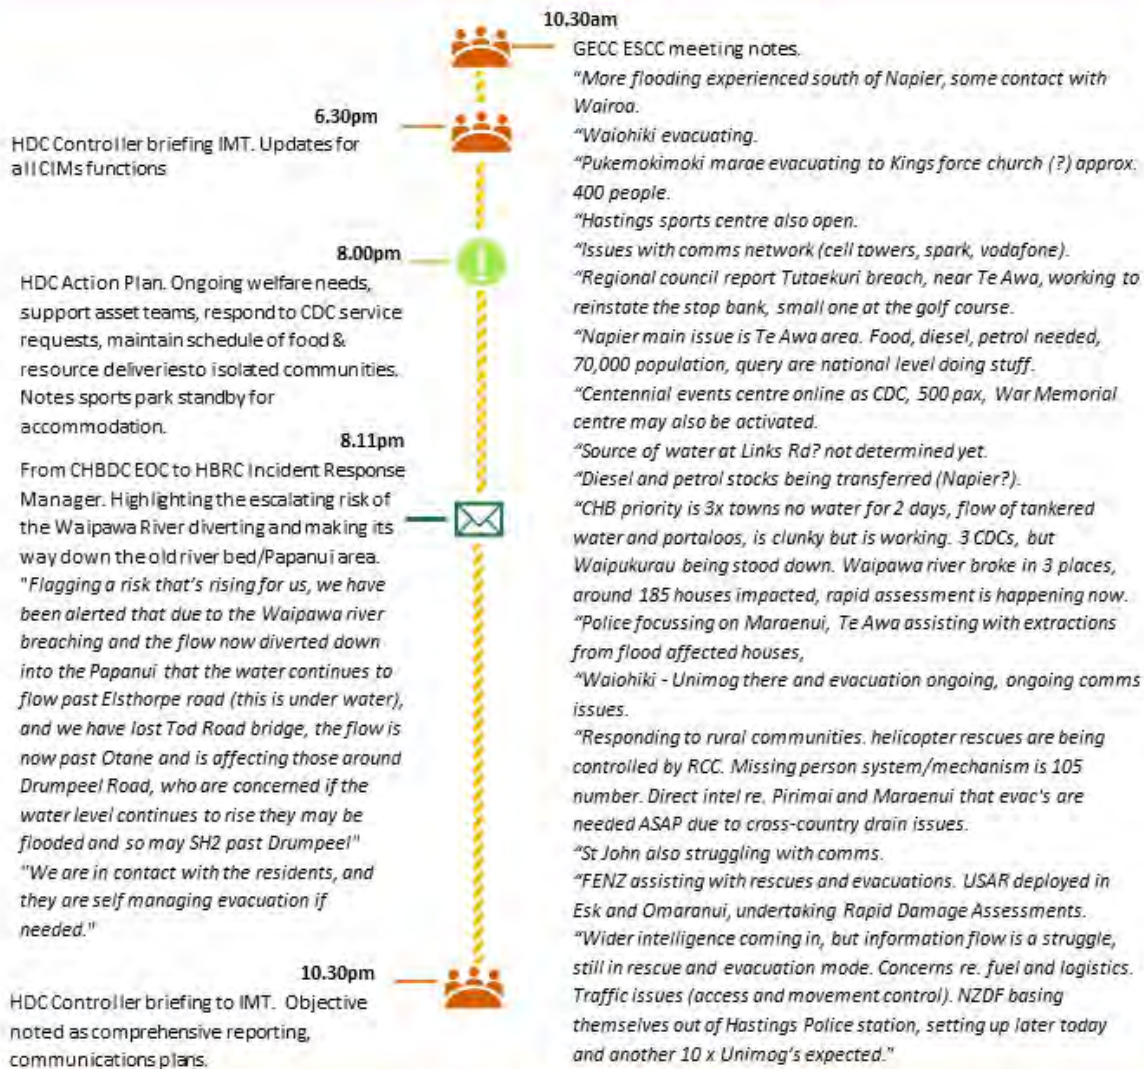 10.30am
GECC ESCC meeting notes.
"More flooding experienced south of Napier, some contact with
Wairoa.
"Waiohiki evacuating.
"Pukemokimoki marae evacuating to Kings force church (?) approx.
400 people.
"Hastings sports centre also open.
"Issues with comms network (cell towers, spark, vodafone).
"Regional council report Tutaekuri breach, near Te Awa, working to
reinstate the stop bank, small one at the golf course.
"Napier main issue is Te Awa area. Food, diesel, petrol needed,
70,000 population, query are national level doing stuff.
"Centennial events centre online as CDC, 500 pax, War Memorial
centre may also be activated.
"Source of water at Links Rd? not determined yet.
"Diesel and petrol stocks being transferred (Napier?).
"CHB priority is 3x towns no water for 2 days, flow of tankered
water and portaloos, is clunky but is working. 3 CDCs, but
Waipukurau being stood down. Waipawa river broke in 3 places,
around 185 houses impacted, rapid assessment is happening now.
"Police focussing on Maraenui, Te Awa assisting with extractions
from flood affected houses,
"Waiohiki - Unimog there and evacuation ongoing, ongoing comms
issues.
"Responding to rural communities. helicopter rescues are being
controlled by RCC. Missing person system/mechanism is 105
number. Direct intel re. Pirimai and Maraenui that evac's are
needed ASAP due to cross-country drain issues.
"St John also struggling with comms.
"FENZ assisting with rescues and evacuations. USAR deployed in
Esk and Omaranui, undertaking Rapid Damage Assessments.
"Wider intelligence coming in, but information flow is a struggle,
still in rescue and evacuation mode. Concerns re. fuel and logistics.
Traffic issues (access and movement control). NZDF basing
themselves out of Hastings Police station, setting up later today
and another 10 x Unimog's expected."
6.30pm
HDC Controller briefing IMT. Updates for
all CIMs functions
8.00pm
HDC Action Plan. Ongoing welfare needs,
support asset teams, respond to CDC service
requests, maintain schedule of food &
resource deliveriesto isolated communities.
Notes sports park standby for
accommodation.
8.11pm
From CHBDC EOC to HBRC Incident Response
Manager. Highlighting the escalating risk of
the Waipawa River diverting and making its
way down the old river bed/Papanui area.
"Flagging a risk that's rising for us, we have
been alerted that due to the Waipawa river
breaching and the flow now diverted down
into the Papanui that the water continues to
flow past Elsthorpe road (this is under water),
and we have lost Tod Road bridge, the flow is
now past Otane and is affecting those around
Drumpeel Road, who are concerned if the
water level continues to rise they may be
flooded and so may SH2 past Drumpeel"
"We are in contact with the residents, and
they are self managing evacuation if
needed."
10.30pm
HDC Controller briefing to IMT. Objective
noted as comprehensive reporting,
communications plans.